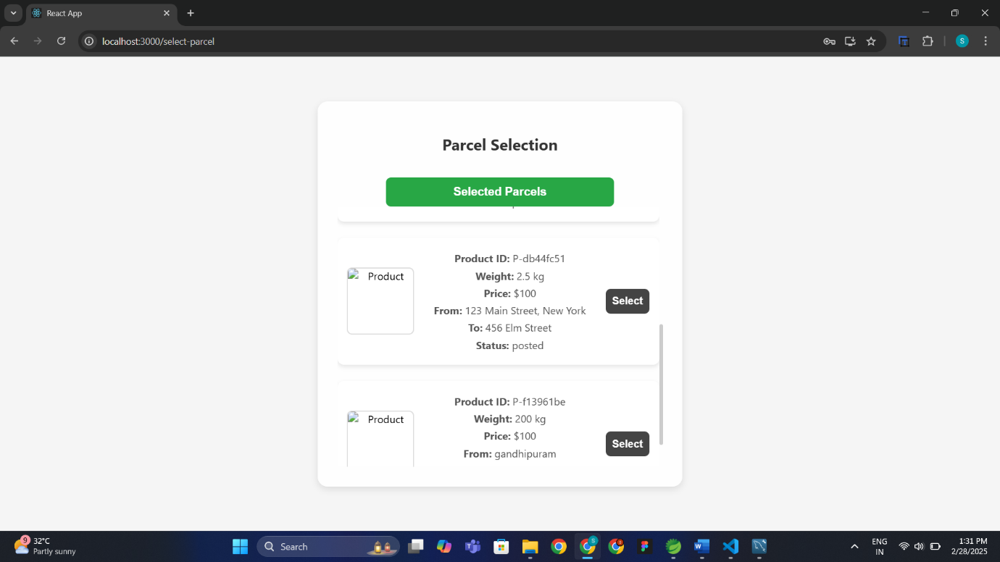 React App
localhost:3000/select-parcel
S
Parcel Selection
Selected Parcels
Product
Product ID: P-db44fc51
Weight: 2.5 kg
Price: $100
From: 123 Main Street, New York
To: 456 Elm Street
Status: posted
Select
Product
Product ID: P-f13961be
Weight: 200 kg
Price: $100
From: gandhipuram
Select
9
32°C
Partly sunny
Search
ENG
IN
1:31 PM
2/28/2025